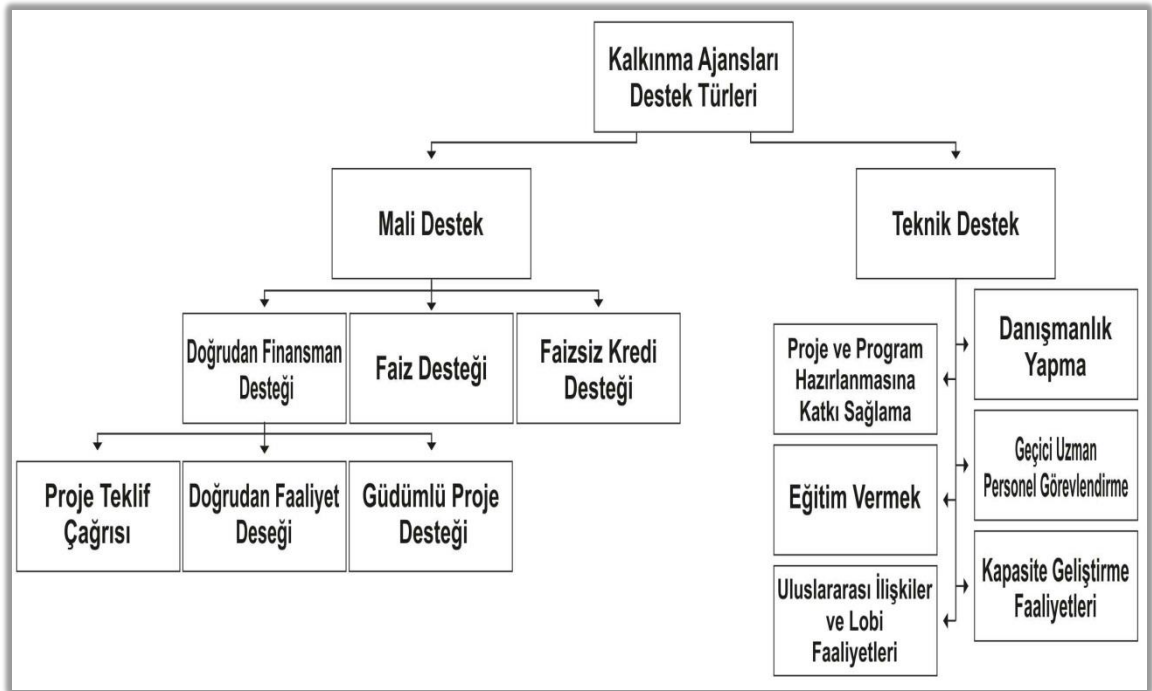 Kalkınma Ajansları
Destek Türleri
Mali Destek
Teknik Destek
Doğrudan Finansman
Desteği
Faiz Desteği
Faizsiz Kredi
Desteği
Proje Teklif
Çağrısı
Doğrudan Faaliyet
Deseği
Güdümlü Proje
Desteği
Proje ve Program
Hazırlanmasına
Katkı Sağlama
Danışmanlık
Yapma
Eğitim Vermek
Geçici Uzman
Personel Görevlendirme
Uluslararası İlişkiler
ve Lobi
Faaliyetleri
Kapasite Geliştirme
Faaliyetleri